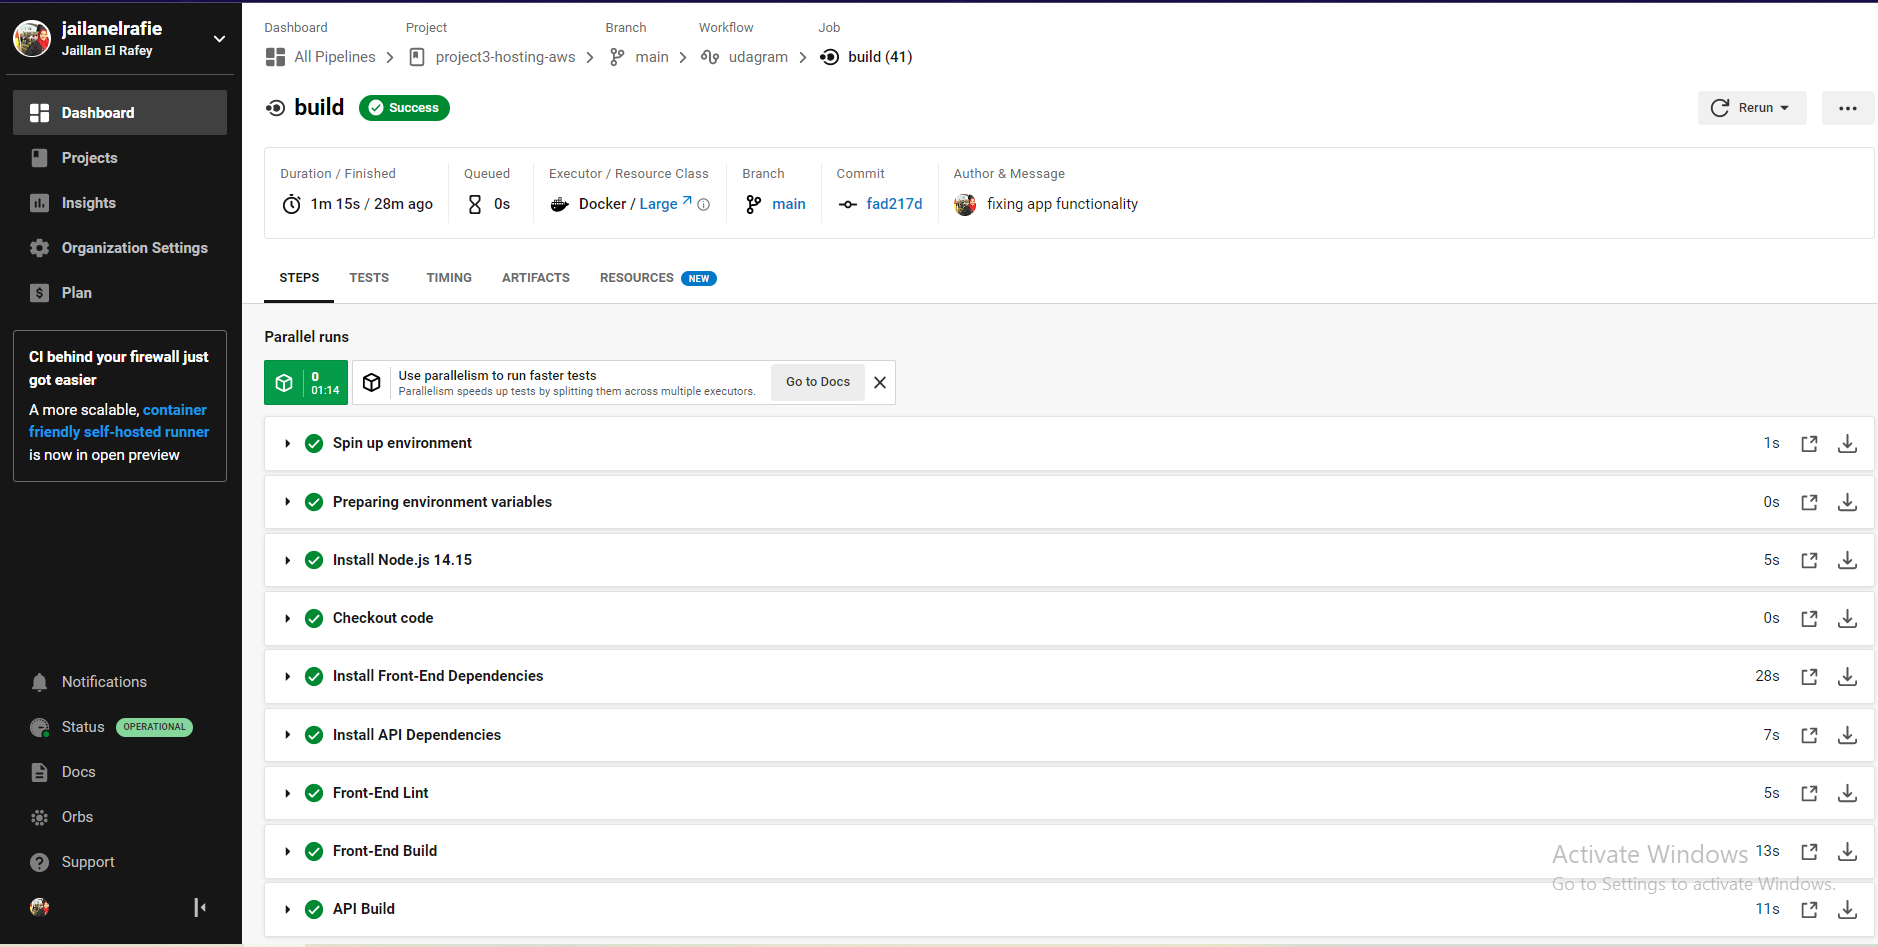 jailanelrafie
Jaillan El Rafey
Dashboard
Projects
Insights
Organization Settings
Plan
CI behind your firewall just
got easier
A more scalable, container
friendly self-hosted runner
is now in open preview
Notifications
Status OPERATIONAL
Docs
Orbs
Support
Dashboard Project Branch Workflow Job
All Pipelines project3-hosting-aws main udagram build (41)
build Success
Rerun
Duration / Finished Queued Executor / Resource Class Branch Commit Author & Message
1m 15s / 28m ago 0s Docker / Large main fad217d fixing app functionality
STEPS TESTS TIMING ARTIFACTS RESOURCES NEW
Parallel runs
0
01:14
Use parallelism to run faster tests
Parallelism speeds up tests by splitting them across multiple executors.
Go to Docs
Spin up environment 1s
Preparing environment variables 0s
Install Node.js 14.15 5s
Checkout code 0s
Install Front-End Dependencies 28s
Install API Dependencies 7s
Front-End Lint 5s
Front-End Build 13s
API Build 11s
Activate Windows
Go to Settings to activate Windows.